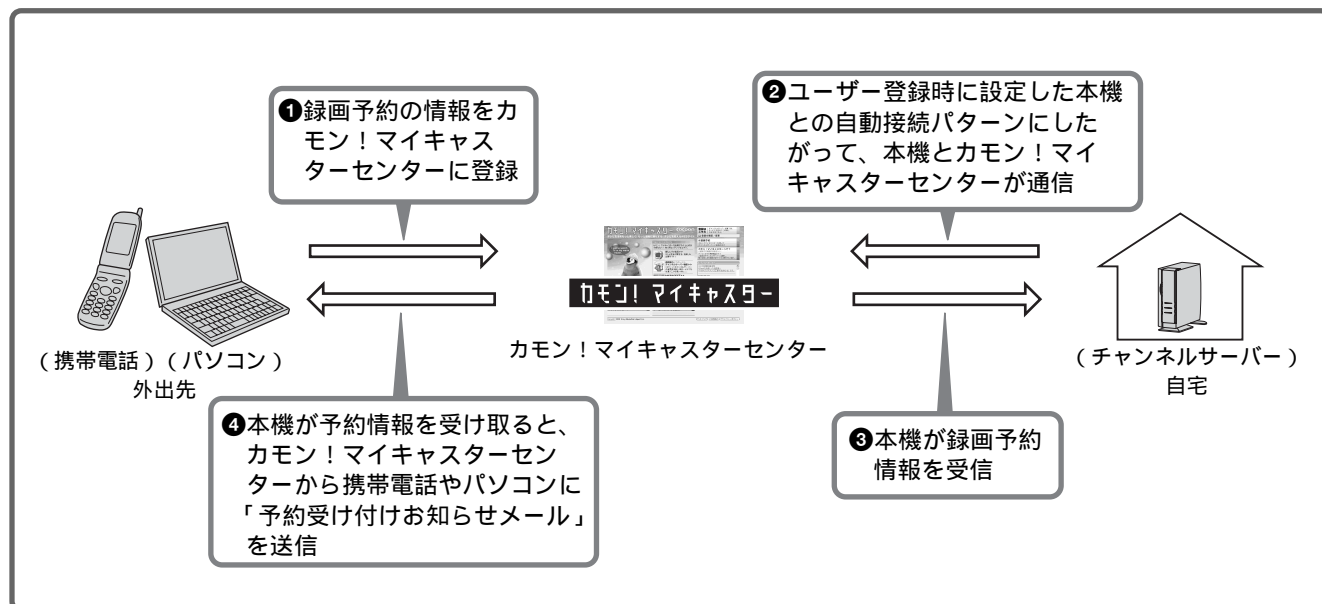 ❶録画予約の情報をカ
モン！マイキャス
ターセンターに登録
❷ユーザー登録時に設定した本機
との自動接続パターンにした
がって、本機とカモン！マイ
キャスターセンターが通信
カモン! マイキャスター
カモン！マイキャスターセンター
(携帯電話) (パソコン)
外出先
(チャンネルサーバー)
自宅
❹本機が予約情報を受け取ると、
カモン！マイキャスターセン
ターから携帯電話やパソコンに
「予約受け付けお知らせメール」
を送信
❸本機が録画予約
情報を受信